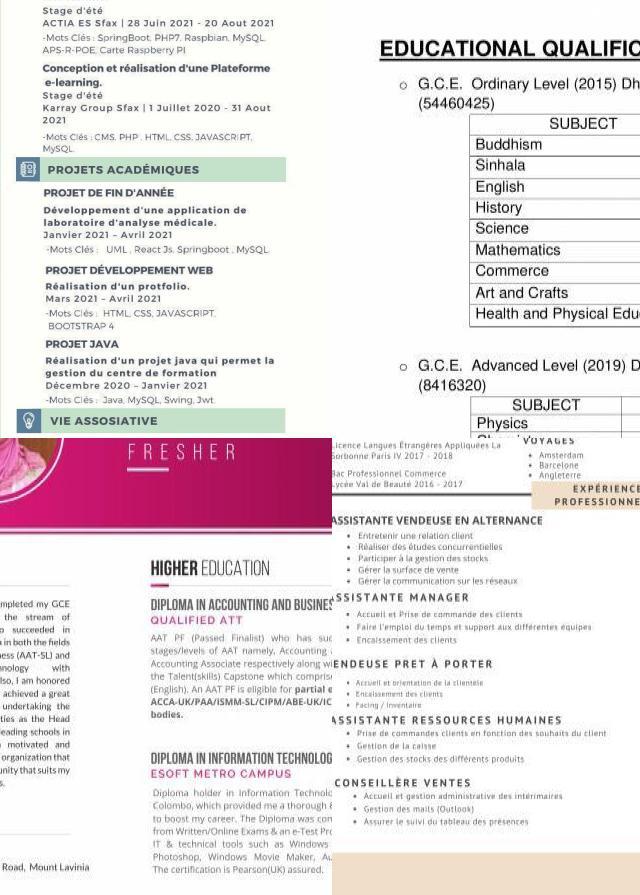 Stage d'été
ACTIA ES Sfax | 28 Juin 2021 - 20 Aout 2021
-Mots Clés : SpringBoot, PHP7, Raspbian, MySQL,
APS-R-POE, Carte Raspberry PI
Conception et réalisation d'une Plateforme
e-learning.
Stage d'été
Karray Group Sfax | 1 Juillet 2020 - 31 Aout
2021
-Mots Clés : CMS, PHP , HTML, CSS, JAVASCRIPT,
MySQL
PROJETS ACADÉMIQUES
PROJET DE FIN D'ANNÉE
Développement d'une application de
laboratoire d'analyse médicale.
Janvier 2021 – Avril 2021
-Mots Clés : UML , React Js, Springboot , MySQL
PROJET DÉVELOPPEMENT WEB
Réalisation d'un protfolio.
Mars 2021 – Avril 2021
-Mots Clés : HTML, CSS, JAVASCRIPT,
BOOTSTRAP 4
PROJET JAVA
Réalisation d'un projet java qui permet la
gestion du centre de formation
Décembre 2020 – Janvier 2021
-Mots Clés : Java, MySQL, Swing, Jwt
VIE ASSOSIATIVE
EDUCATIONAL QUALIFIC
o G.C.E. Ordinary Level (2015) Dh
(54460425)
SUBJECT
Buddhism
Sinhala
English
History
Science
Mathematics
Commerce
Art and Crafts
Health and Physical Edu
o G.C.E. Advanced Level (2019) D
(8416320)
SUBJECT
Physics
FRESHER
mpleted my GCE
the stream of
o succeeded in
a in both the fields
ness (AAT-SL) and
hnology with
lso, I am honored
achieved a great
undertaking the
ties as the Head
leading schools in
motivated and
organization that
unity that suits my
s.
Road, Mount Lavinia
HIGHER EDUCATION
DIPLOMA IN ACCOUNTING AND BUSINES
QUALIFIED ATT
AAT PF (Passed Finalist) who has suc
stages/levels of AAT namely, Accounting
Accounting Associate respectively along wi
the Talent(skills) Capstone which comprise
(English). An AAT PF is eligible for partial e
ACCA-UK/PAA/ISMM-SL/CIPM/ABE-UK/IC
bodies.
DIPLOMA IN INFORMATION TECHNOLOG
ESOFT METRO CAMPUS
Diploma holder in Information Technolo
Colombo, which provided me a thorough
to boost my career. The Diploma was con
from Written/Online Exams & an e-Test Pro
IT & technical tools such as Windows
Photoshop, Windows Movie Maker, Au
The certification is Pearson(UK) assured.
Licence Langues Étrangères Appliquées La
Sorbonne Paris IV 2017 - 2018
Bac Professionnel Commerce
Lycée Val de Beauté 2016 - 2017
VOYAGES
• Amsterdam
• Barcelone
• Angleterre
EXPÉRIENCE
PROFESSIONNE
ASSISTANTE VENDEUSE EN ALTERNANCE
• Entretenir une relation client
• Réaliser des études concurrentielles
• Participer à la gestion des stocks
• Gérer la surface de vente
• Gérer la communication sur les réseaux
ASSISTANTE MANAGER
• Accueil et Prise de commande des clients
• Faire l'emploi du temps et support aux différentes équipes
• Encaissement des clients
ENDEUSE PRET À PORTER
• Accueil et orientation de la clientèle
• Encaissement des clients
• Facing / Inventaire
ASSISTANTE RESSOURCES HUMAINES
• Prise de commandes clients en fonction des souhaits du client
• Gestion de la caisse
• Gestion des stocks des différents produits
CONSEILLÈRE VENTES
• Accueil et gestion administrative des intérimaires
• Gestion des mails (Outlook)
• Assurer le suivi du tableau des présences